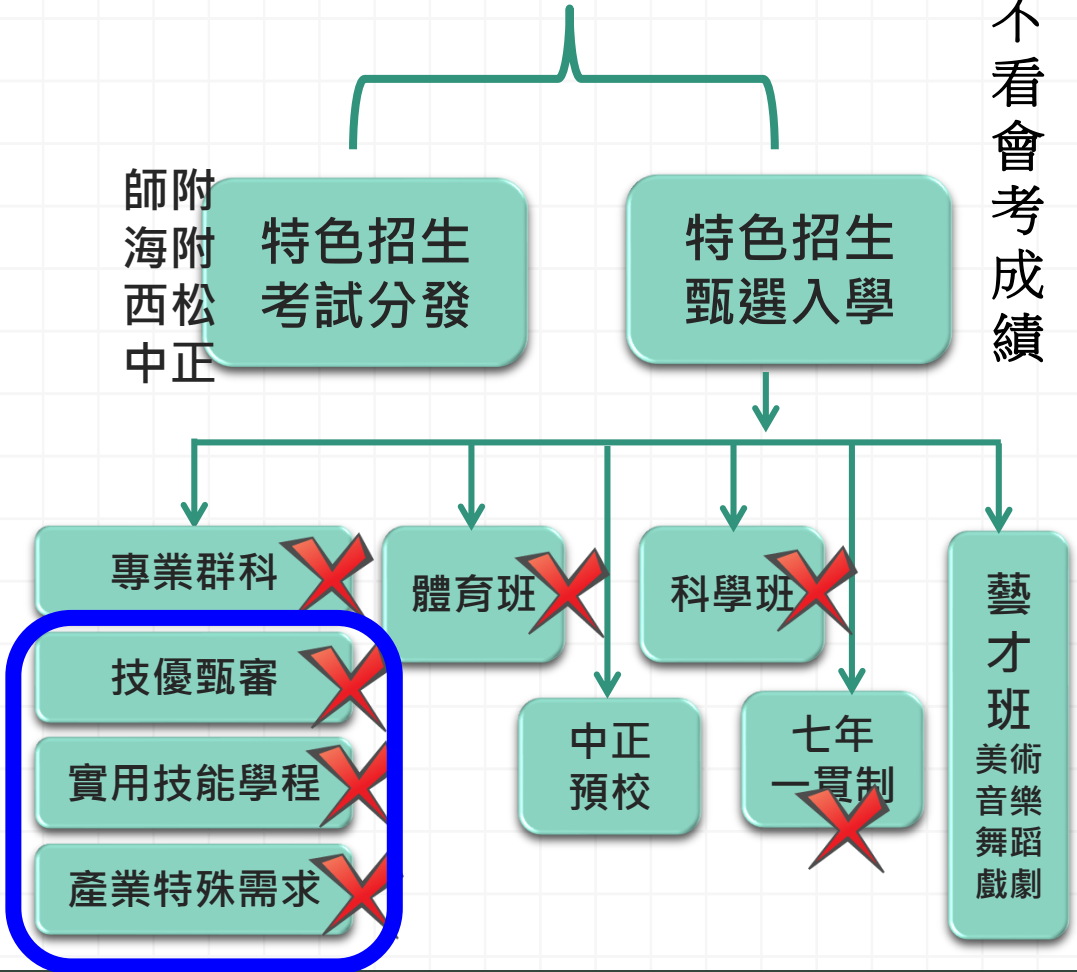 不看會考成績
師附
海附
西松
中正
特色招生
考試分發
特色招生
甄選入學
專業群科
技優甄審
實用技能學程
產業特殊需求
體育班
科學班
中正
預校
七年
一貫制
藝才班
美術
音樂
舞蹈
戲劇